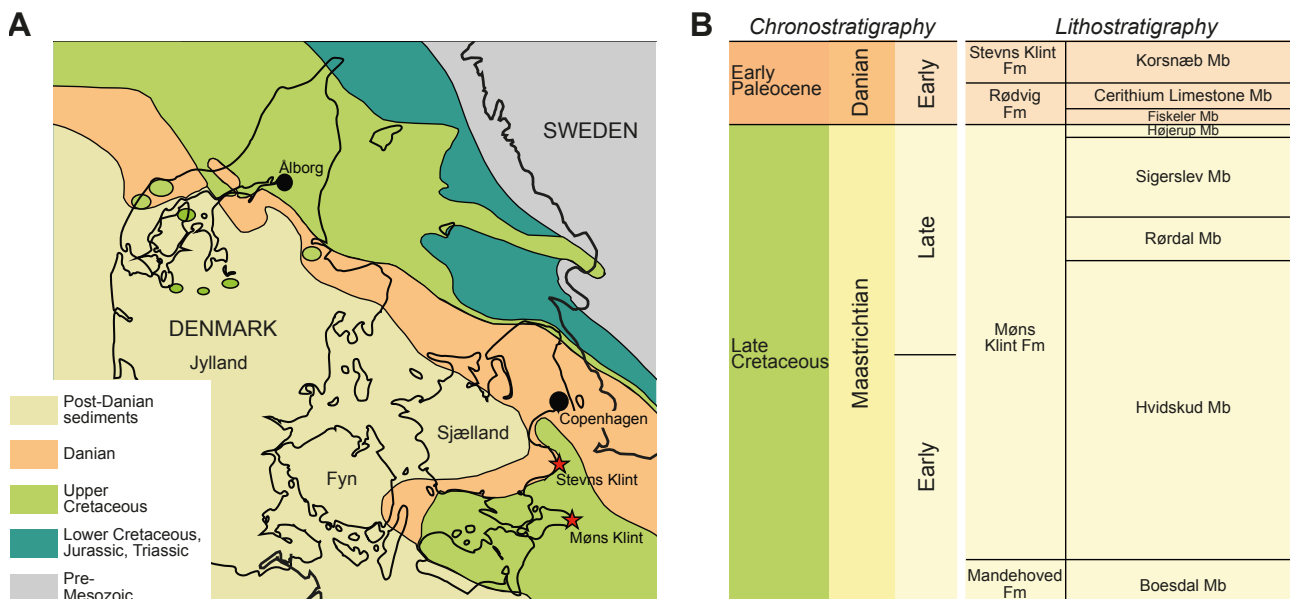 A
SWEDEN
Ålborg
DENMARK
Jylland
Copenhagen
Sjælland
Stevns Klint
Fyn
Møns Klint
Post-Danian
sediments
Danian
Upper
Cretaceous
Lower Cretaceous,
Jurassic, Triassic
Pre-
Mesozoic
B
Chronostratigraphy
Lithostratigraphy
Early
Paleocene
Danian
Early
Stevns Klint
Fm
Korsnæb Mb
Rødvig
Fm
Cerithium Limestone Mb
Fiskeler Mb
Højerup Mb
Sigerslev Mb
Late
Rørdal Mb
Late
Cretaceous
Maastrichtian
Møns
Klint Fm
Hvidskud Mb
Early
Mandehoved
Fm
Boesdal Mb